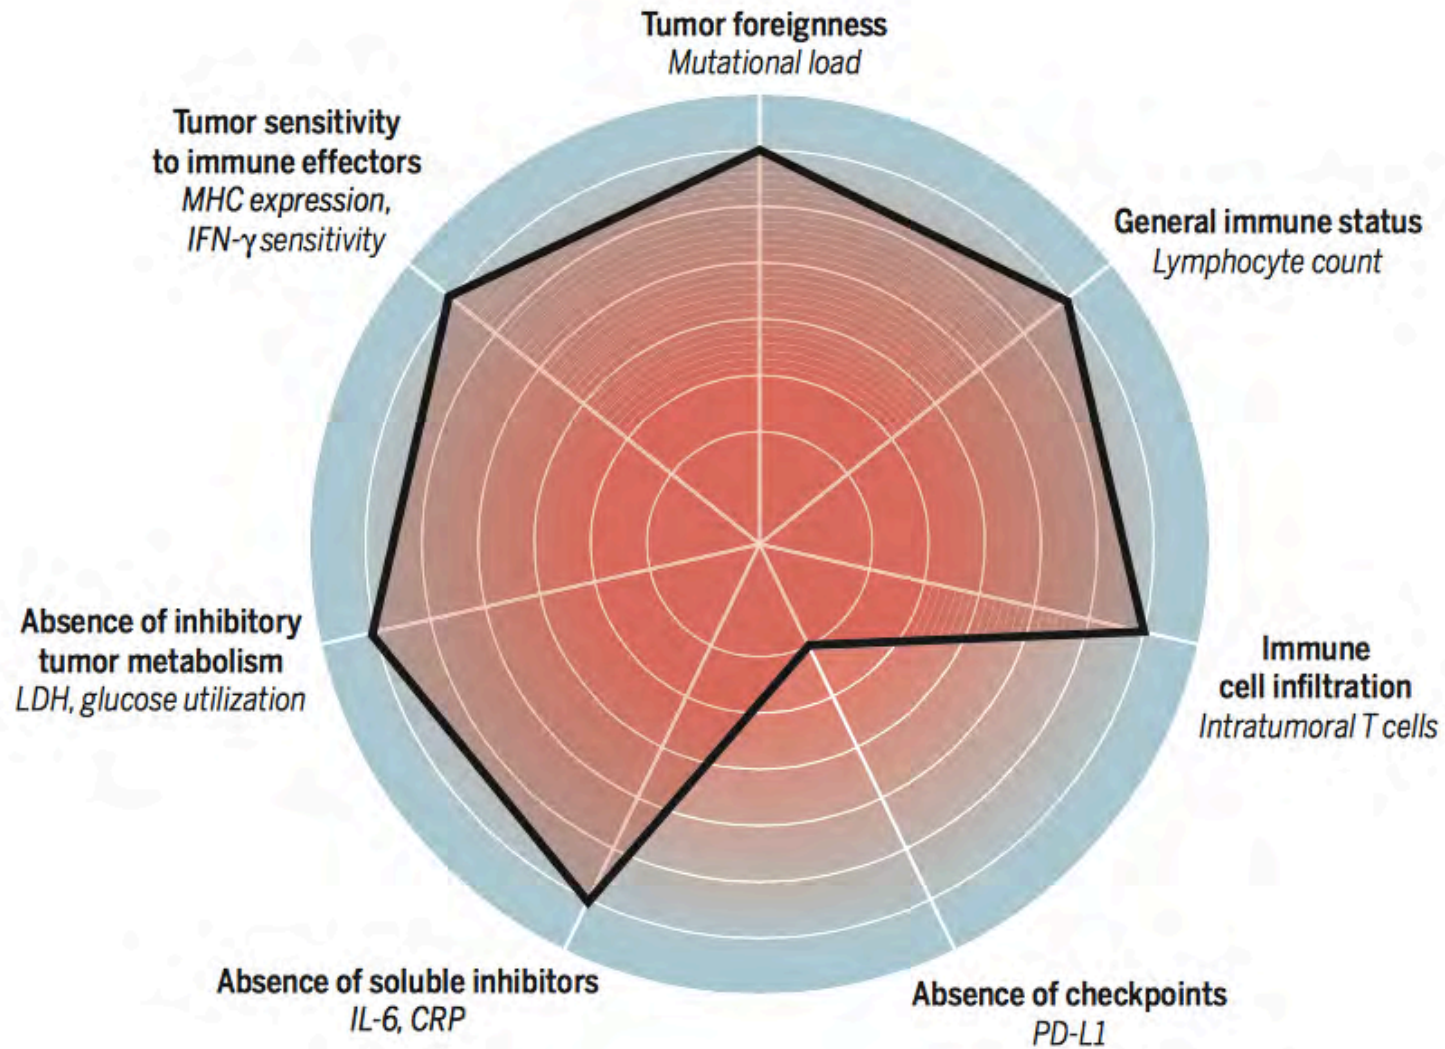 Tumor foreignness
Mutational load
Tumor sensitivity
to immune effectors
MHC expression,
IFN-γ sensitivity
General immune status
Lymphocyte count
Absence of inhibitory
tumor metabolism
LDH, glucose utilization
Immune
cell infiltration
Intratumoral T cells
Absence of soluble inhibitors
IL-6, CRP
Absence of checkpoints
PD-L1